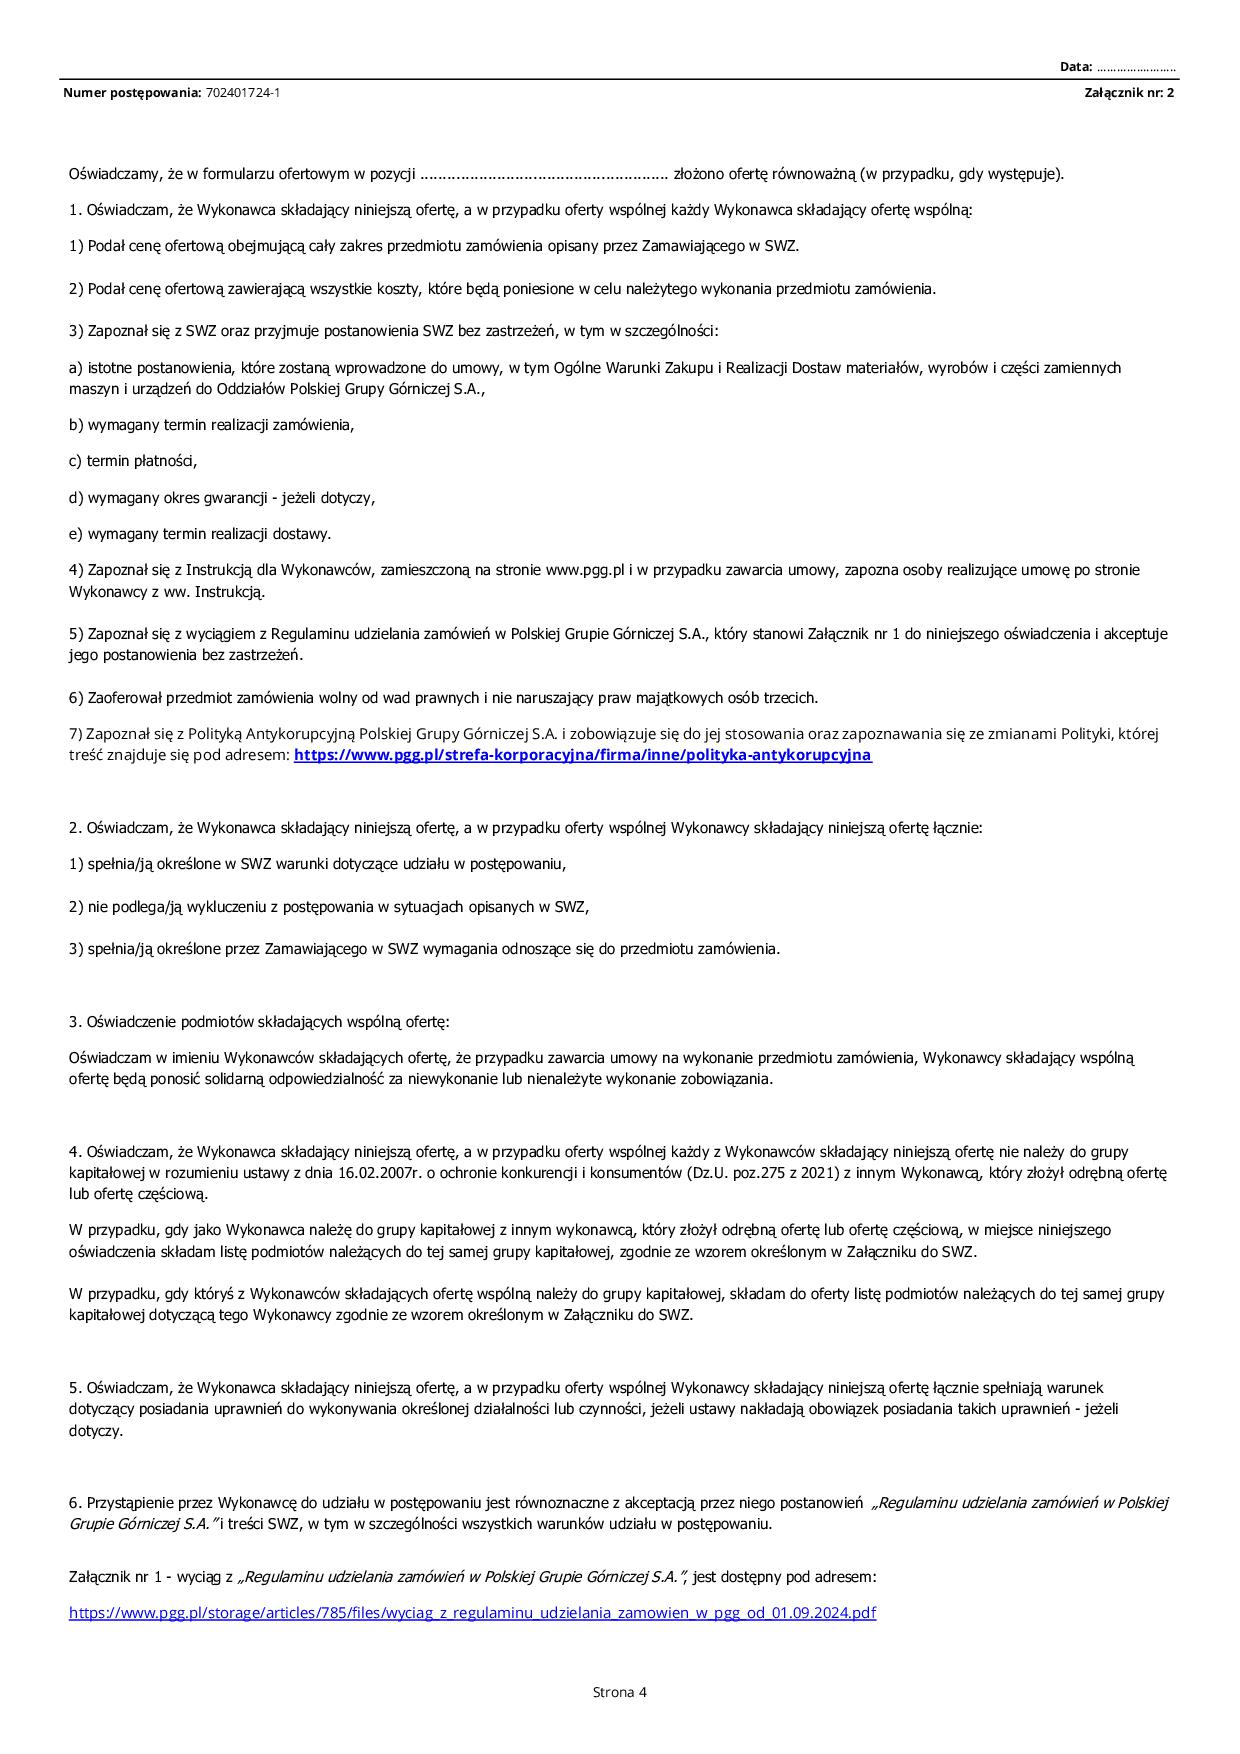 Data: ........................
Numer postępowania: 702401724-1
Załącznik nr: 2
Oświadczamy, że w formularzu ofertowym w pozycji ....................................................... złożono ofertę równoważną (w przypadku, gdy występuje).
1. Oświadczam, że Wykonawca składający niniejszą ofertę, a w przypadku oferty wspólnej każdy Wykonawca składający ofertę wspólną:
1) Podał cenę ofertową obejmującą cały zakres przedmiotu zamówienia opisany przez Zamawiającego w SWZ.
2) Podał cenę ofertową zawierającą wszystkie koszty, które będą poniesione w celu należytego wykonania przedmiotu zamówienia.
3) Zapoznał się z SWZ oraz przyjmuje postanowienia SWZ bez zastrzeżeń, w tym w szczególności:
a) istotne postanowienia, które zostaną wprowadzone do umowy, w tym Ogólne Warunki Zakupu i Realizacji Dostaw materiałów, wyrobów i części zamiennych
maszyn i urządzeń do Oddziałów Polskiej Grupy Górniczej S.A.,
b) wymagany termin realizacji zamówienia,
c) termin płatności,
d) wymagany okres gwarancji - jeżeli dotyczy,
e) wymagany termin realizacji dostawy.
4) Zapoznał się z Instrukcją dla Wykonawców, zamieszczoną na stronie www.pgg.pl i w przypadku zawarcia umowy, zapozna osoby realizujące umowę po stronie
Wykonawcy z ww. Instrukcją.
5) Zapoznał się z wyciągiem z Regulaminu udzielania zamówień w Polskiej Grupie Górniczej S.A., który stanowi Załącznik nr 1 do niniejszego oświadczenia i akceptuje
jego postanowienia bez zastrzeżeń.
6) Zaoferował przedmiot zamówienia wolny od wad prawnych i nie naruszający praw majątkowych osób trzecich.
7) Zapoznał się z Polityką Antykorupcyjną Polskiej Grupy Górniczej S.A. i zobowiązuje się do jej stosowania oraz zapoznawania się ze zmianami Polityki, której
treść znajduje się pod adresem: https://www.pgg.pl/strefa-korporacyjna/firma/inne/polityka-antykorupcyjna
2. Oświadczam, że Wykonawca składający niniejszą ofertę, a w przypadku oferty wspólnej Wykonawcy składający niniejszą ofertę łącznie:
1) spełnia/ją określone w SWZ warunki dotyczące udziału w postępowaniu,
2) nie podlega/ją wykluczeniu z postępowania w sytuacjach opisanych w SWZ,
3) spełnia/ją określone przez Zamawiającego w SWZ wymagania odnoszące się do przedmiotu zamówienia.
3. Oświadczenie podmiotów składających wspólną ofertę:
Oświadczam w imieniu Wykonawców składających ofertę, że przypadku zawarcia umowy na wykonanie przedmiotu zamówienia, Wykonawcy składający wspólną
ofertę będą ponosić solidarną odpowiedzialność za niewykonanie lub nienależyte wykonanie zobowiązania.
4. Oświadczam, że Wykonawca składający niniejszą ofertę, a w przypadku oferty wspólnej każdy z Wykonawców składający niniejszą ofertę nie należy do grupy
kapitałowej w rozumieniu ustawy z dnia 16.02.2007r. o ochronie konkurencji i konsumentów (Dz.U. poz.275 z 2021) z innym Wykonawcą, który złożył odrębną ofertę
lub ofertę częściową.
W przypadku, gdy jako Wykonawca należę do grupy kapitałowej z innym wykonawcą, który złożył odrębną ofertę lub ofertę częściową, w miejsce niniejszego
oświadczenia składam listę podmiotów należących do tej samej grupy kapitałowej, zgodnie ze wzorem określonym w Załączniku do SWZ.
W przypadku, gdy któryś z Wykonawców składających ofertę wspólną należy do grupy kapitałowej, składam do oferty listę podmiotów należących do tej samej grupy
kapitałowej dotyczącą tego Wykonawcy zgodnie ze wzorem określonym w Załączniku do SWZ.
5. Oświadczam, że Wykonawca składający niniejszą ofertę, a w przypadku oferty wspólnej Wykonawcy składający niniejszą ofertę łącznie spełniają warunek
dotyczący posiadania uprawnień do wykonywania określonej działalności lub czynności, jeżeli ustawy nakładają obowiązek posiadania takich uprawnień - jeżeli
dotyczy.
6. Przystąpienie przez Wykonawcę do udziału w postępowaniu jest równoznaczne z akceptacją przez niego postanowień „Regulaminu udzielania zamówień w Polskiej
Grupie Górniczej S.A.” i treści SWZ, w tym w szczególności wszystkich warunków udziału w postępowaniu.
Załącznik nr 1 - wyciąg z „Regulaminu udzielania zamówień w Polskiej Grupie Górniczej S.A.”, jest dostępny pod adresem:
https://www.pgg.pl/storage/articles/785/files/wyciag_z_regulaminu_udzielania_zamowien_w_pgg_od_01.09.2024.pdf
Strona 4